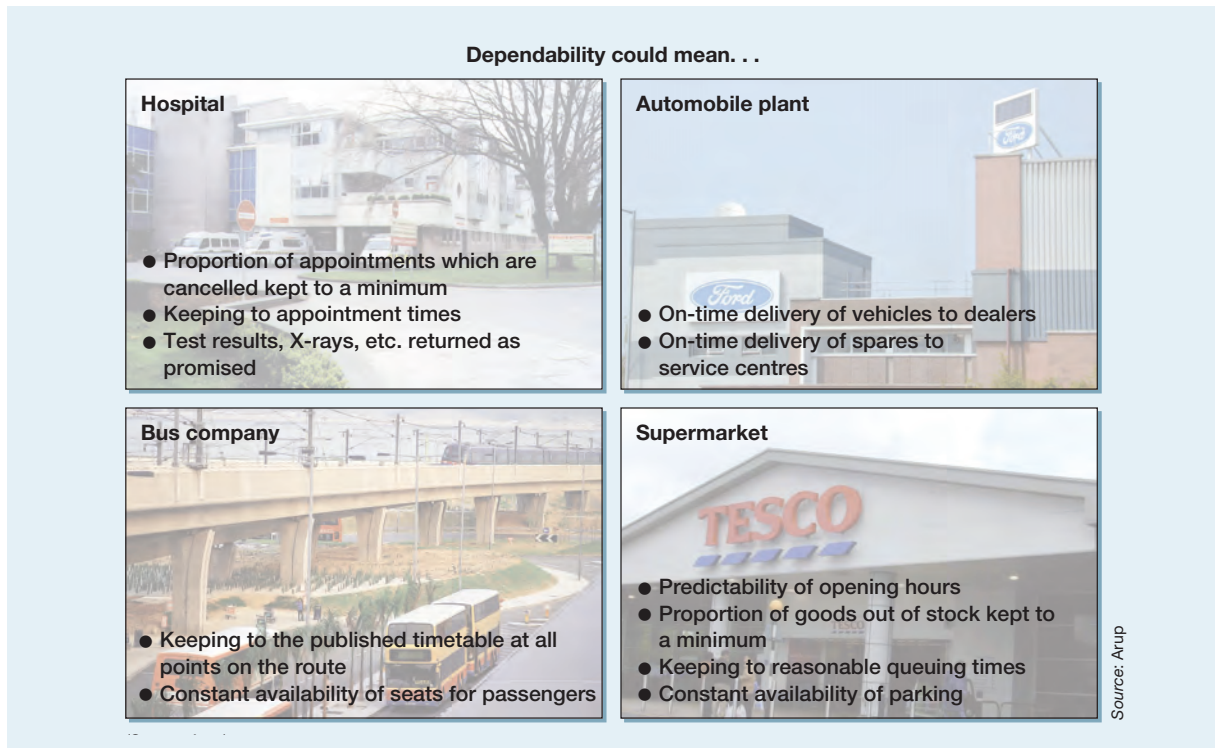 Dependability could mean. . .
Hospital
● Proportion of appointments which are
cancelled kept to a minimum
● Keeping to appointment times
● Test results, X-rays, etc. returned as
promised
Automobile plant
Ford
Ford
● On-time delivery of vehicles to dealers
● On-time delivery of spares to
service centres
Bus company
● Keeping to the published timetable at all
points on the route
● Constant availability of seats for passengers
Supermarket
TESCO
● Predictability of opening hours
● Proportion of goods out of stock kept to
a minimum
TESCO
● Keeping to reasonable queuing times
● Constant availability of parking
Source: Arup